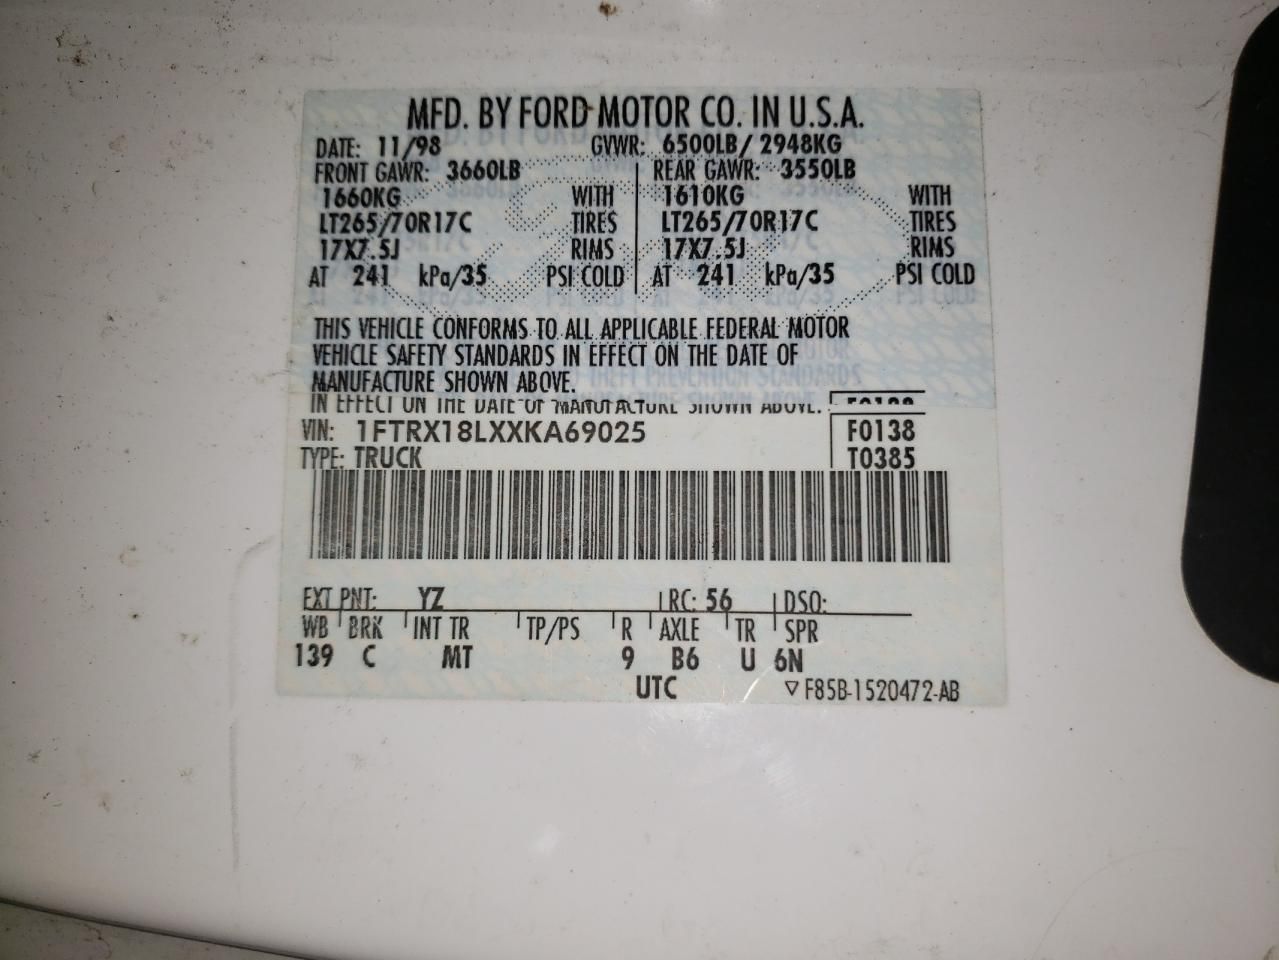 MFD. BY FORD MOTOR CO. IN U.S.A.
DATE: 11/98 GVWR: 6500LB/ 2948KG
FRONT GAWR: 3660LB REAR GAWR: 3550LB
1660KG WITH 1610KG WITH
LT265/70R17C TIRES LT265/70R17C TIRES
17X7.5J RIMS 17X7.5J RIMS
AT 241 kPa/35 PSI COLD AT 241 kPa/35 PSI COLD
THIS VEHICLE CONFORMS TO ALL APPLICABLE FEDERAL MOTOR
VEHICLE SAFETY STANDARDS IN EFFECT ON THE DATE OF
MANUFACTURE SHOWN ABOVE.
IN EFFECT ON THE DATE OF MANUFACTURE SHOWN ABOVE.
VIN: 1FTRX18LXXKA69025 F0138
TYPE: TRUCK T0385
EXT PNT: YZ RC: 56 DSO:
WB BRK INT TR TP/PS R AXLE TR SPR
139 C MT 9 B6 U 6N
UTC ▽F85B-1520472-AB